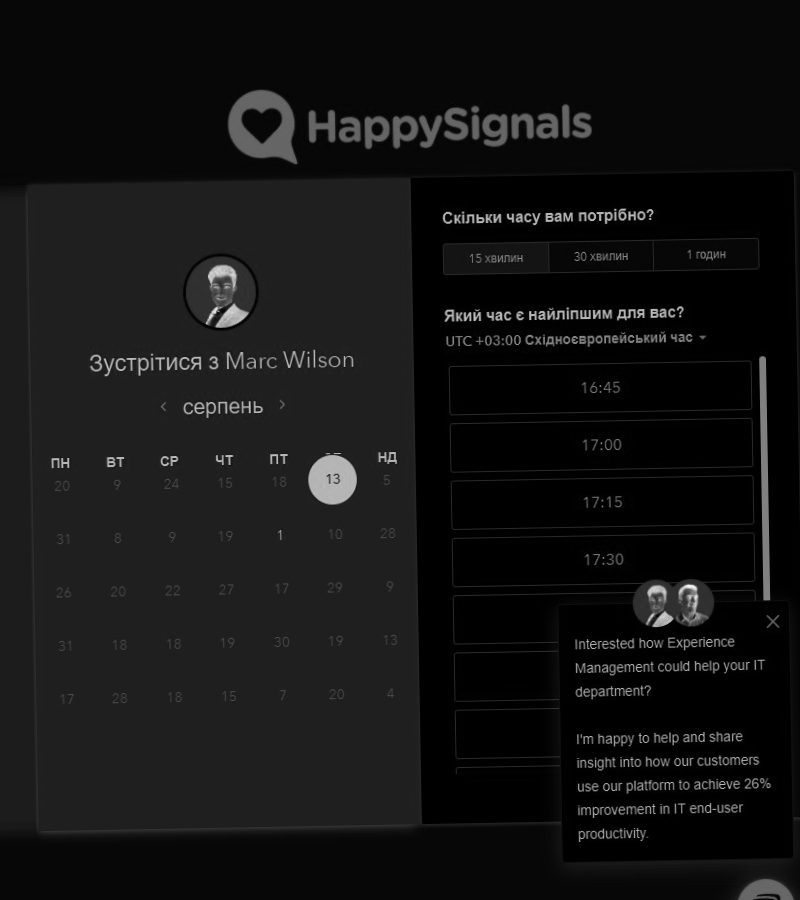 HappySignals
Зустрітися з Marc Wilson
серпень
ПН ВТ СР ЧТ ПТ НД
20 9 24 15 18 13 5
31 8 9 19 1 10 28
26 20 22 27 17 29 9
31 18 18 19 30 19 13
17 28 18 15 7 20 4
Скільки часу вам потрібно?
15 хвилин 30 хвилин 1 годин
Який час є найліпшим для вас?
UTC +03:00 Східноєвропейський час
16:45
17:00
17:15
17:30
Interested how Experience
Management could help your IT
department?
I'm happy to help and share
insight into how our customers
use our platform to achieve 26%
improvement in IT end-user
productivity.